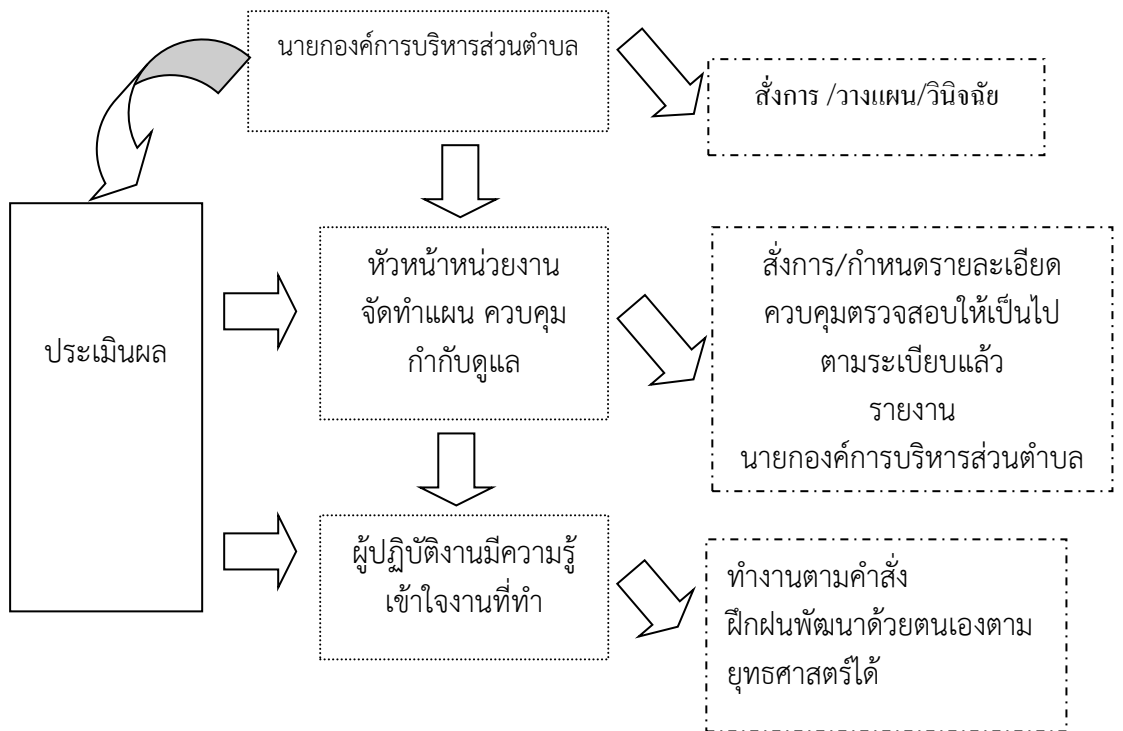 นายกองค์การบริหารส่วนตำบล
สั่งการ /วางแผน/วินิจฉัย
ประเมินผล
หัวหน้าหน่วยงาน
จัดทำแผน ควบคุม
กำกับดูแล
สั่งการ/กำหนดรายละเอียด
ควบคุมตรวจสอบให้เป็นไป
ตามระเบียบแล้ว
รายงาน
นายกองค์การบริหารส่วนตำบล
ผู้ปฏิบัติงานมีความรู้
เข้าใจงานที่ทำ
ทำงานตามคำสั่ง
ฝึกฝนพัฒนาด้วยตนเองตาม
ยุทธศาสตร์ได้